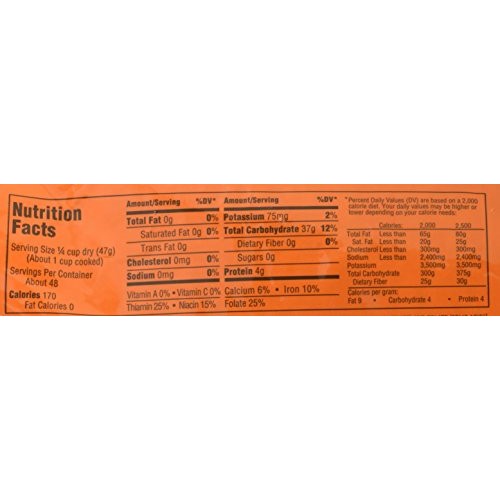 Nutrition
Facts
Serving Size ¼ cup dry (47g)
(About 1 cup cooked)
Servings Per Container
About 48
Calories 170
Fat Calories 0
Amount/Serving %DV*
Total Fat 0g 0%
Saturated Fat 0g 0%
Trans Fat 0g
Cholesterol 0mg 0%
Sodium 0mg 0%
Amount/Serving %DV*
Potassium 75mg 2%
Total Carbohydrate 37g 12%
Dietary Fiber 0g 0%
Sugars 0g
Protein 4g
Vitamin A 0% • Vitamin C 0% • Calcium 6% • Iron 10%
Thiamin 25% • Niacin 15% • Folate 25%
*Percent Daily Values (DV) are based on a 2,000
calorie diet. Your daily values may be higher or
lower depending on your calorie needs:
Calories: 2,000 2,500
Total Fat Less than 65g 80g
Sat. Fat Less than 20g 25g
Cholesterol Less than 300mg 300mg
Sodium Less than 2,400mg 2,400mg
Potassium 3,500mg 3,500mg
Total Carbohydrate 300g 375g
Dietary Fiber 25g 30g
Calories per gram:
Fat 9 • Carbohydrate 4 • Protein 4